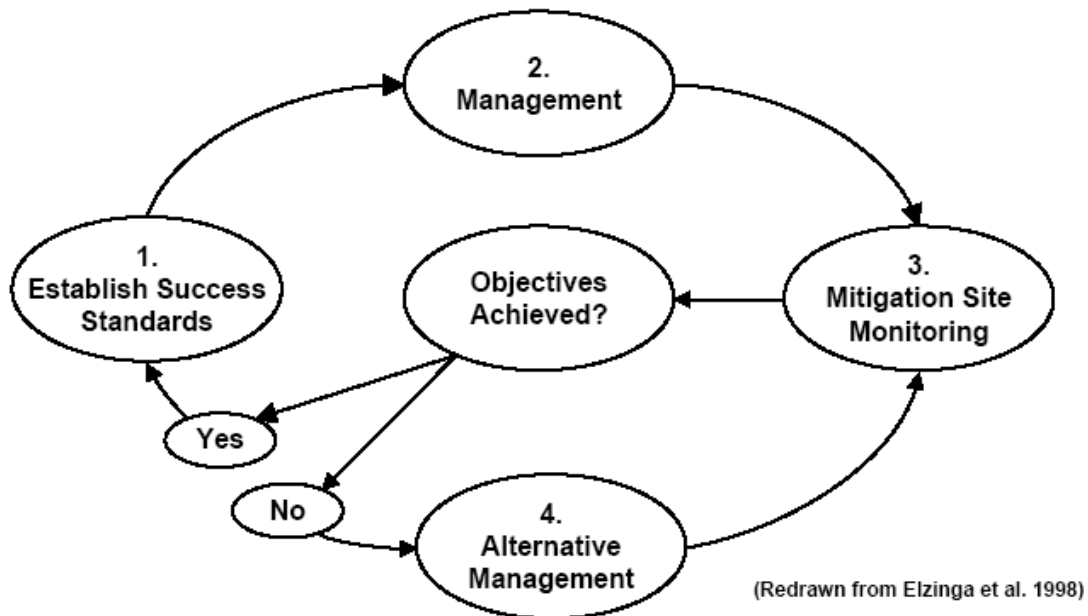 2.
Management
1.
Establish Success
Standards
Objectives
Achieved?
3.
Mitigation Site
Monitoring
Yes
No
4.
Alternative
Management
(Redrawn from Elzinga et al. 1998)